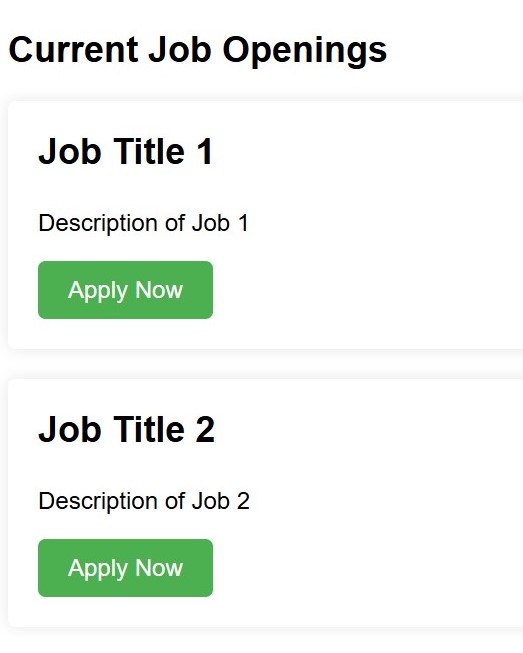 Current Job Openings
Job Title 1
Description of Job 1
Apply Now
Job Title 2
Description of Job 2
Apply Now